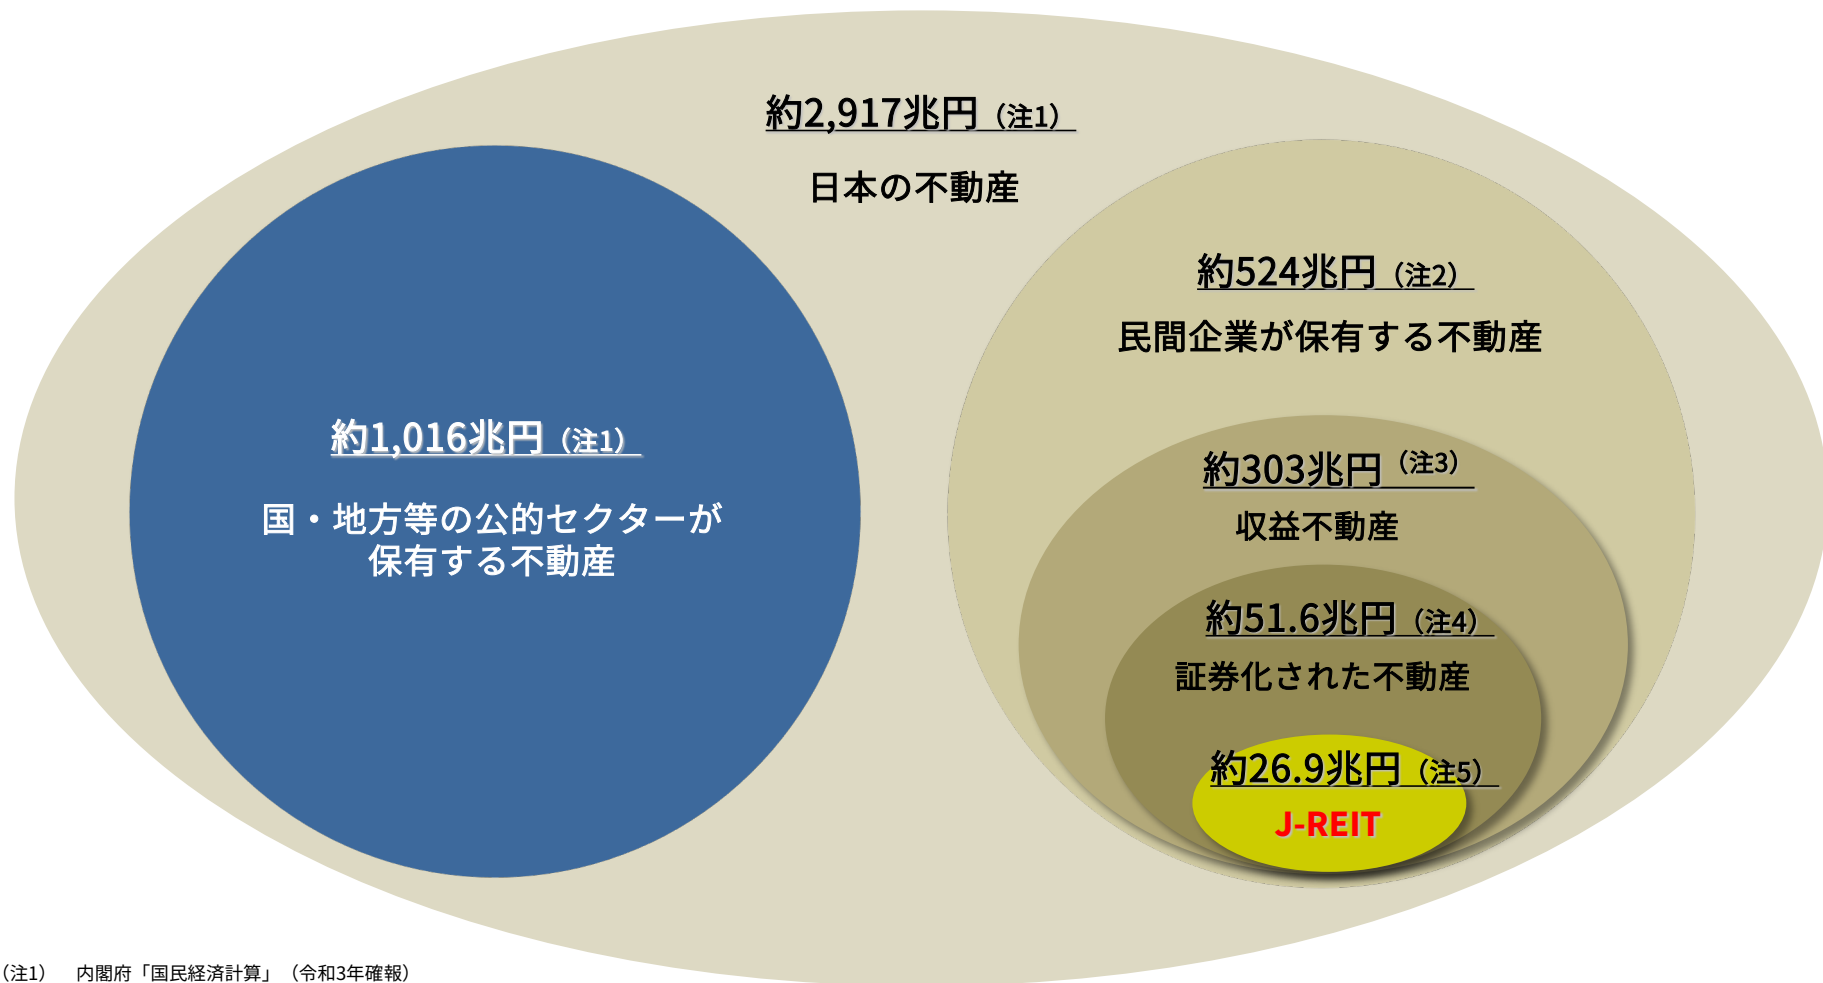 約2,917兆円（注1）
日本の不動産
約1,016兆円（注1）
国・地方等の公的セクターが
保有する不動産
約524兆円（注2）
民間企業が保有する不動産
約303兆円（注3）
収益不動産
約51.6兆円（注4）
証券化された不動産
約26.9兆円（注5）
J-REIT
（注1）　内閣府「国民経済計算」（令和3年確報）